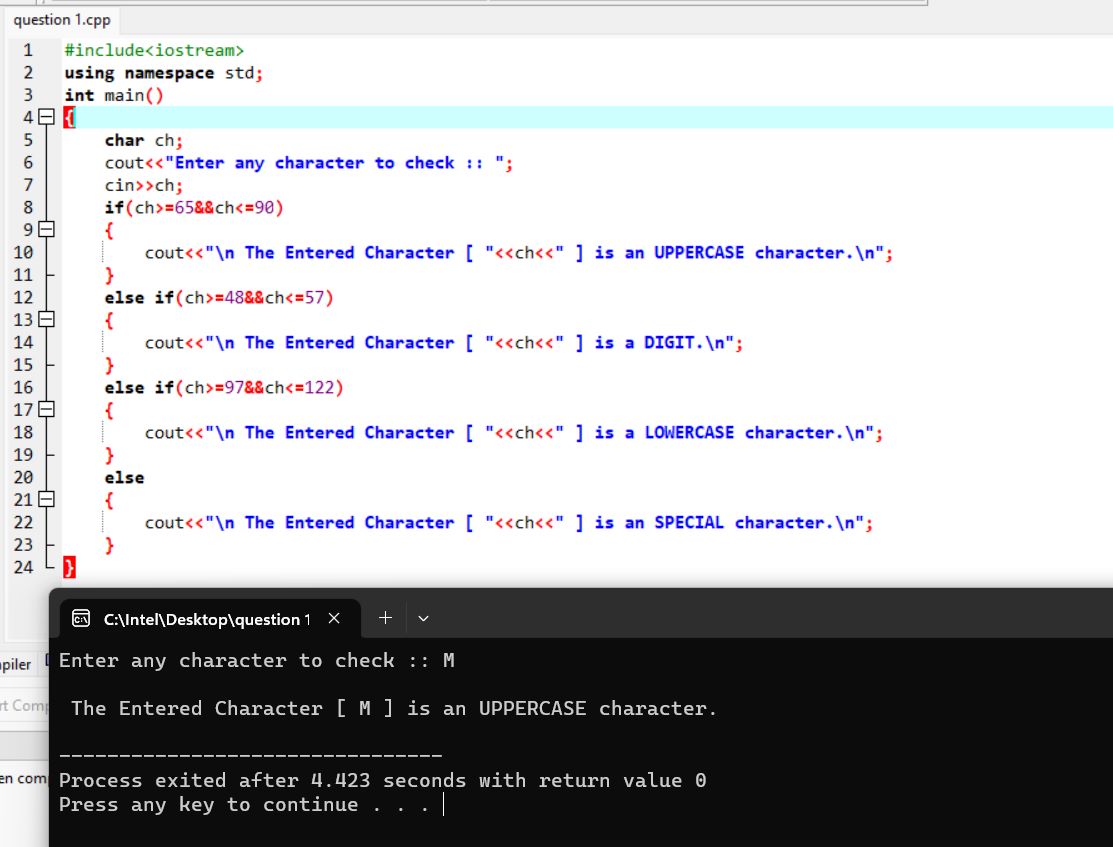 question 1.cpp
1 #include<iostream>
2 using namespace std;
3 int main()
4 {
5 char ch;
6 cout<<"Enter any character to check :: ";
7 cin>>ch;
8 if(ch>=65&&ch<=90)
9 {
10 cout<<"\n The Entered Character [ "<<ch<<" ] is an UPPERCASE character.\n";
11 }
12 else if(ch>=48&&ch<=57)
13 {
14 cout<<"\n The Entered Character [ "<<ch<<" ] is a DIGIT.\n";
15 }
16 else if(ch>=97&&ch<=122)
17 {
18 cout<<"\n The Entered Character [ "<<ch<<" ] is a LOWERCASE character.\n";
19 }
20 else
21 {
22 cout<<"\n The Entered Character [ "<<ch<<" ] is an SPECIAL character.\n";
23 }
24 }
C:\Intel\Desktop\question 1
piler
Enter any character to check :: M
rt Comp
The Entered Character [ M ] is an UPPERCASE character.
--------------------------------
en comp
Process exited after 4.423 seconds with return value 0
Press any key to continue . . .